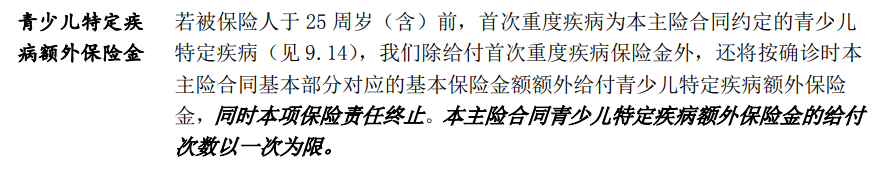 青少儿特定疾
病额外保险金
若被保险人于 25 周岁（含）前，首次重度疾病为本主险合同约定的青少儿
特定疾病（见 9.14），我们除给付首次重度疾病保险金外，还将按确诊时本
主险合同基本部分对应的基本保险金额额外给付青少儿特定疾病额外保险
金，同时本项保险责任终止。本主险合同青少儿特定疾病额外保险金的给付
次数以一次为限。